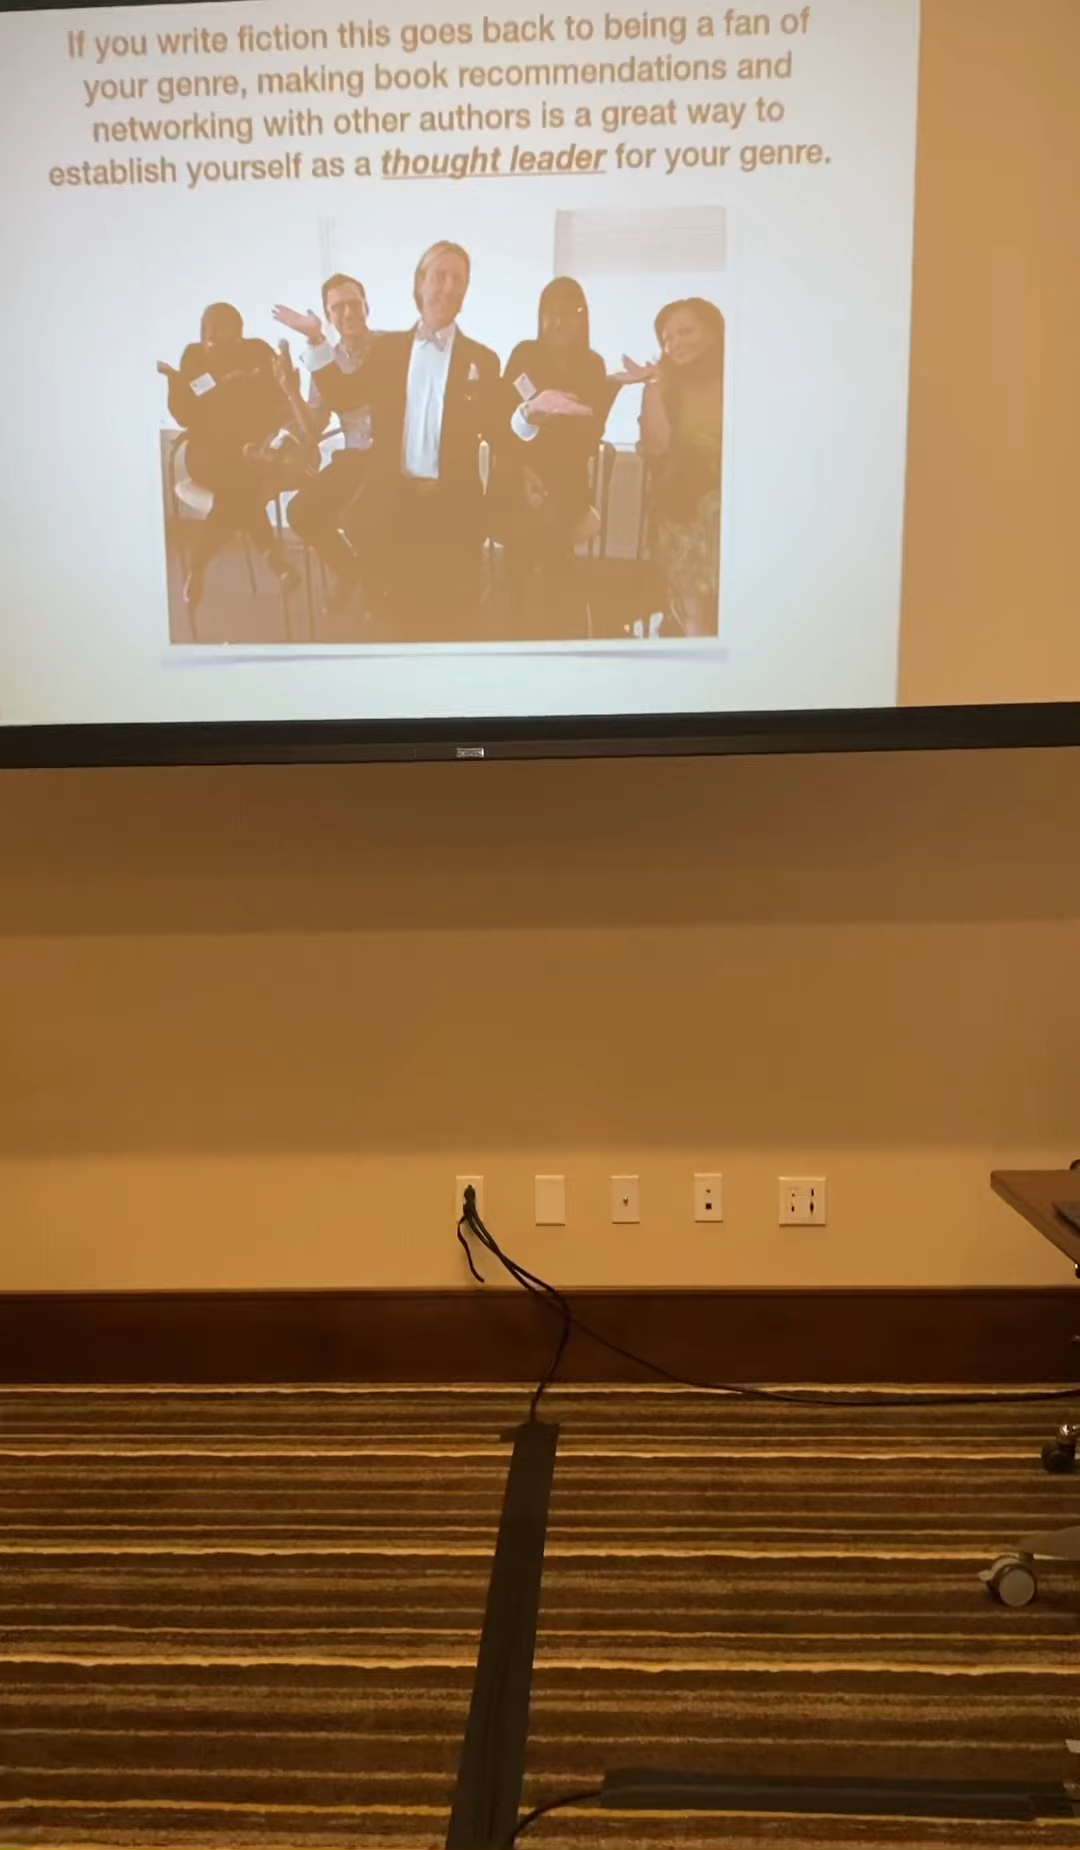 If you write fiction this goes back to being a fan of
your genre, making book recommendations and
networking with other authors is a great way to
establish yourself as a thought leader for your genre.